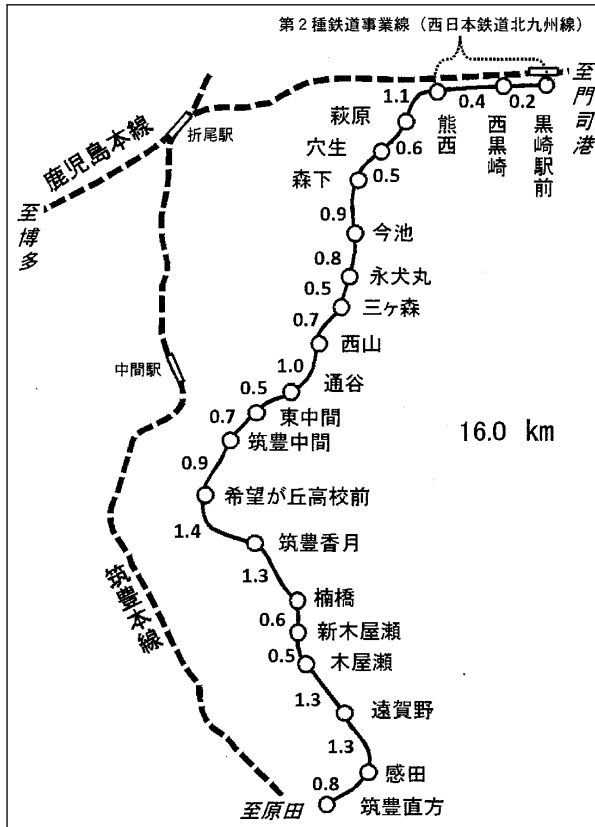 第2種鉄道事業線（西日本鉄道北九州線）
至門司港
0.2
0.4
1.1
黒崎駅前
西黒崎
熊西
萩原
0.6
穴生
0.5
森下
0.9
今池
0.8
永犬丸
0.5
三ヶ森
0.7
西山
1.0
通谷
0.5
東中間
0.7
筑豊中間
0.9
希望が丘高校前
1.4
筑豊香月
1.3
楠橋
0.6
新木屋瀬
0.5
木屋瀬
1.3
遠賀野
1.3
感田
0.8
筑豊直方
16.0 km
折尾駅
鹿児島本線
至博多
中間駅
筑豊本線
至原田